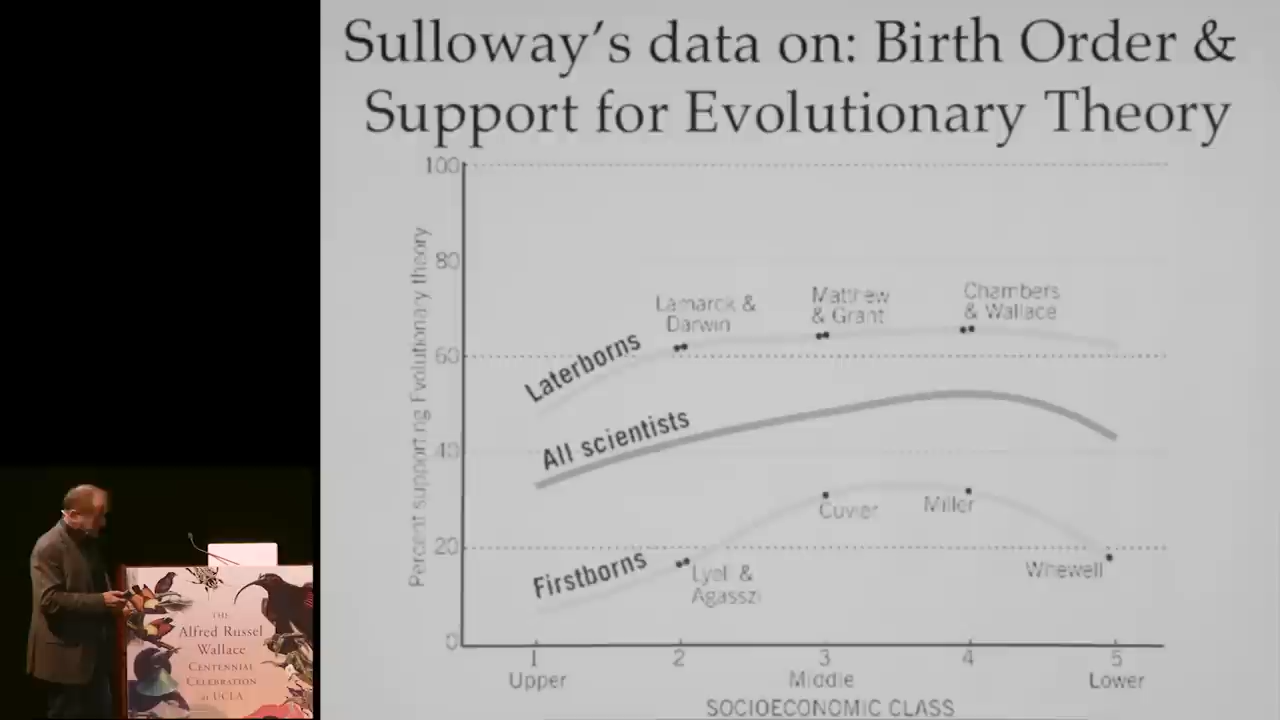 Sulloway's data on: Birth Order &
Support for Evolutionary Theory
Percent supporting Evolutionary theory
100
80
60
40
20
0
Laterborns
All scientists
Firstborns
Lamarck &
Darwin
Matthew
& Grant
Chambers
& Wallace
Lyell &
Agasszi
Cuvier
Miller
Whewell
1
2
3
4
5
Upper
Middle
Lower
SOCIOECONOMIC CLASS
THE
Alfred Russel
Wallace
CENTENNIAL
CELEBRATION
at UCLA